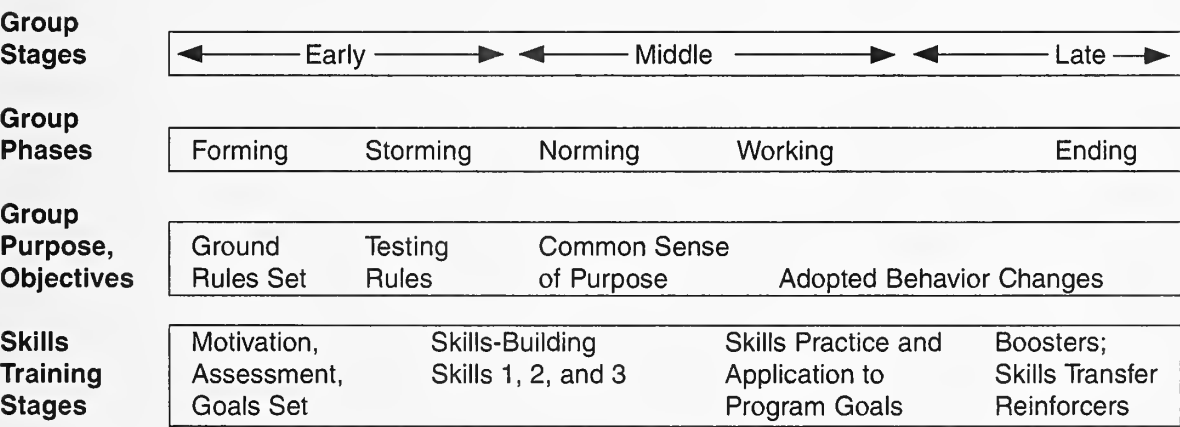 Group
Stages
Early Middle Late
Group
Phases
Forming Storming Norming Working Ending
Group
Purpose,
Objectives
Ground Testing Common Sense
Rules Set Rules of Purpose Adopted Behavior Changes
Skills
Training
Stages
Motivation, Skills-Building Skills Practice and Boosters;
Assessment, Skills 1, 2, and 3 Application to Skills Transfer
Goals Set Program Goals Reinforcers